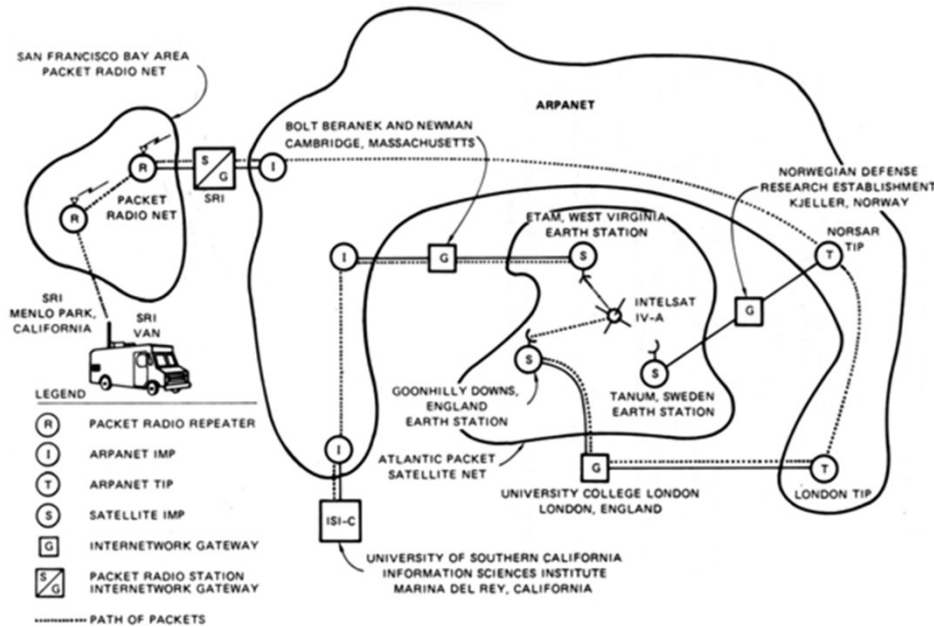 SAN FRANCISCO BAY AREA
PACKET RADIO NET
ARPANET
BOLT BERANEK AND NEWMAN
CAMBRIDGE, MASSACHUSETTS
NORWEGIAN DEFENSE
RESEARCH ESTABLISHMENT
KJELLER, NORWAY
R
S
G
SRI
I
PACKET
RADIO NET
R
ETAM, WEST VIRGINIA
EARTH STATION
NORSAR
TIP
I
G
S
T
INTELSAT
IV-A
G
SRI
MENLO PARK,
CALIFORNIA
SRI
VAN
S
S
GOONHILLY DOWNS,
ENGLAND
EARTH STATION
TANUM, SWEDEN
EARTH STATION
ATLANTIC PACKET
SATELLITE NET
I
G
T
UNIVERSITY COLLEGE LONDON
LONDON, ENGLAND
LONDON TIP
ISI-C
UNIVERSITY OF SOUTHERN CALIFORNIA
INFORMATION SCIENCES INSTITUTE
MARINA DEL REY, CALIFORNIA
LEGEND
R PACKET RADIO REPEATER
I ARPANET IMP
T ARPANET TIP
S SATELLITE IMP
G INTERNETWORK GATEWAY
S
G
PACKET RADIO STATION
INTERNETWORK GATEWAY
PATH OF PACKETS